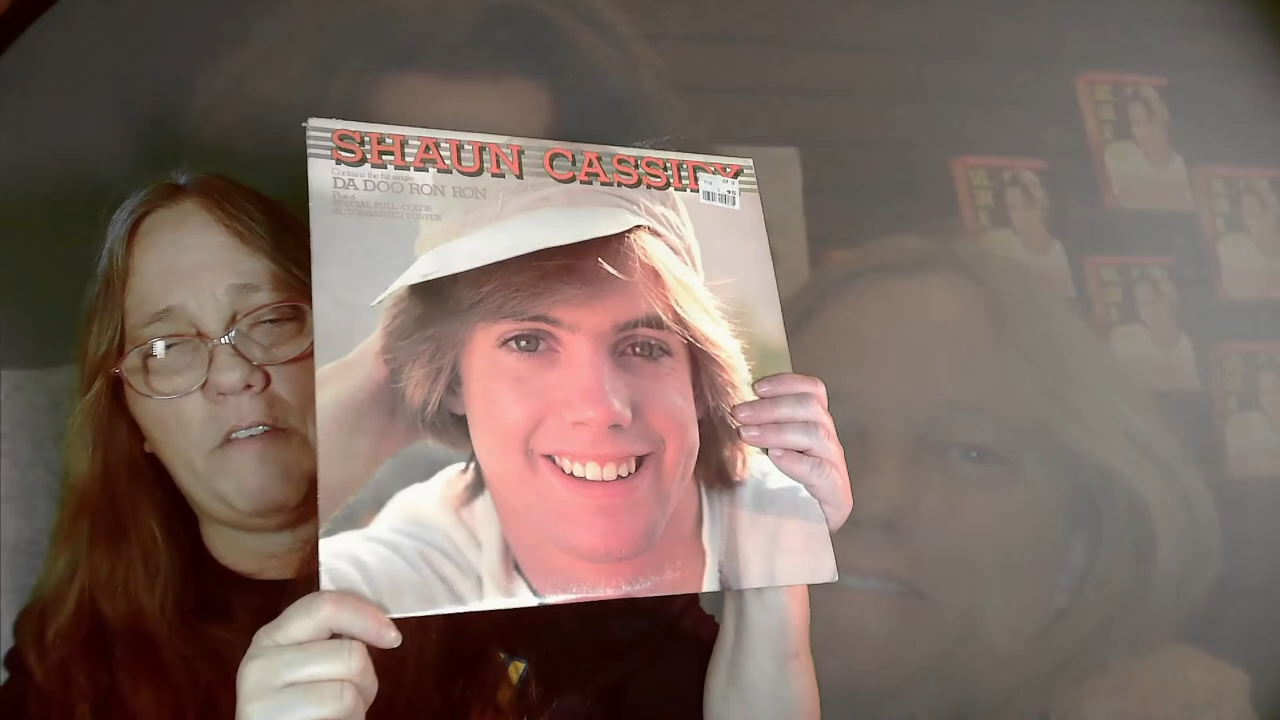 SHAUN CASSIDY
Contains the hit single
DA DOO RON RON
Plus a
SPECIAL FULL-COLOR
AUTOGRAPHED POSTER